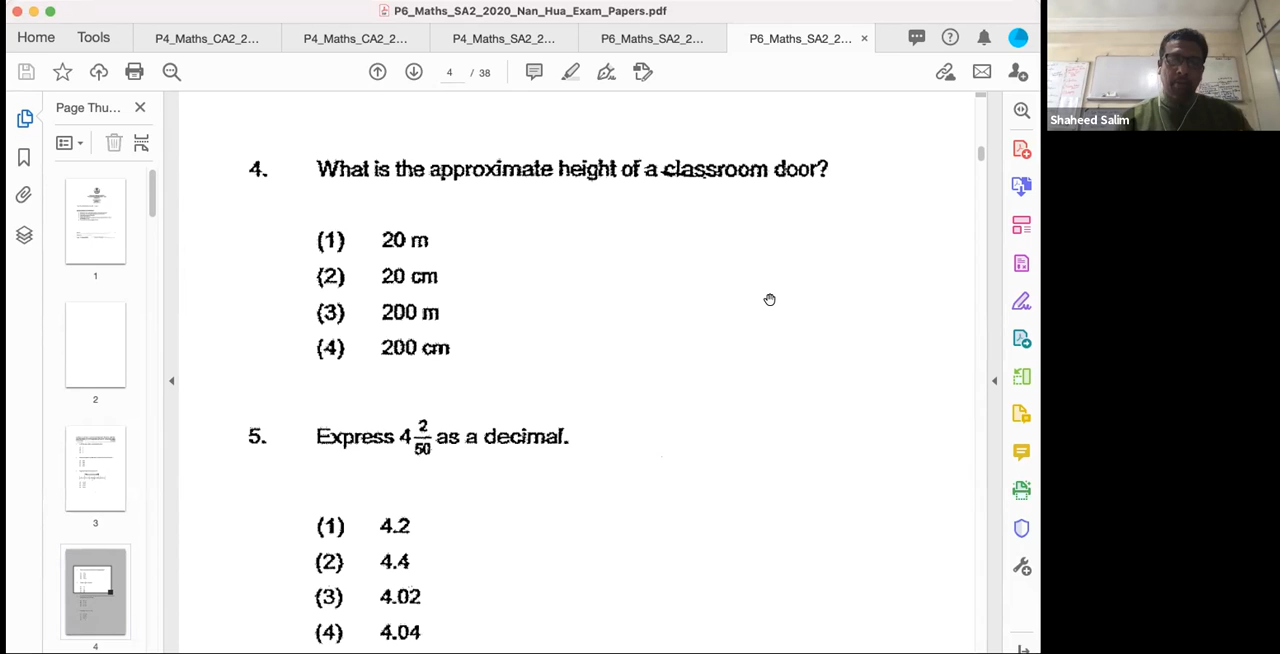 P6_Maths_SA2_2020_Nan_Hua_Exam_Papers.pdf
Home Tools P4_Maths_CA2_2... P4_Maths_CA2_2... P4_Maths_SA2_2... P6_Maths_SA2_2... P6_Maths_SA2_2... ×
4 / 38
Page Thu...
1
2
3
4
4. What is the approximate height of a classroom door?
(1) 20 m
(2) 20 cm
(3) 200 m
(4) 200 cm
5. Express 4 2/50 as a decimal.
(1) 4.2
(2) 4.4
(3) 4.02
(4) 4.04
Shaheed Salim